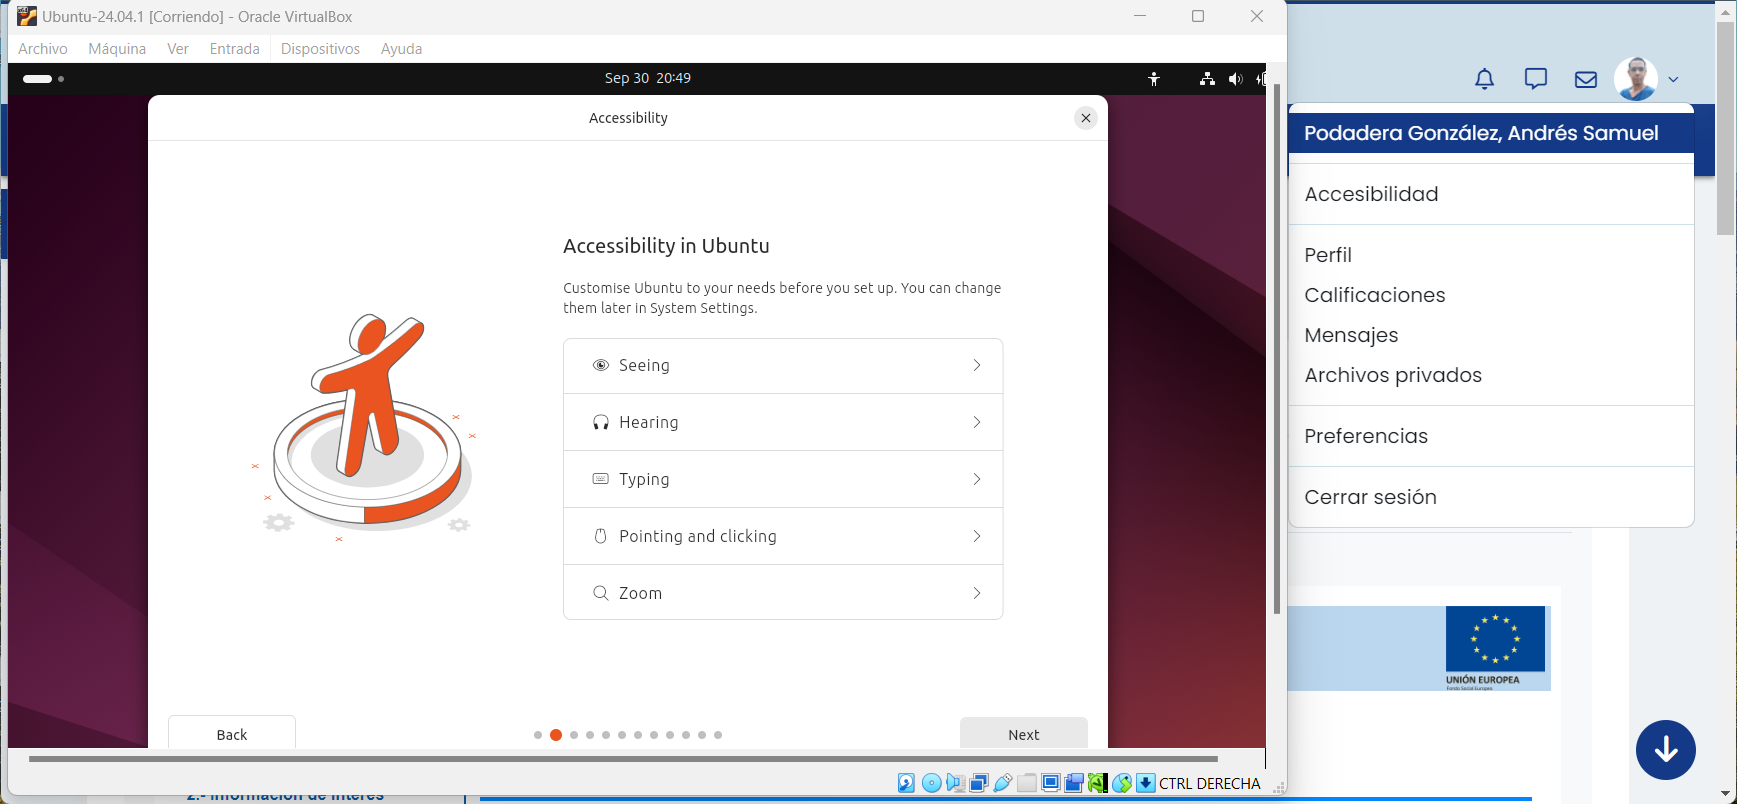 Ubuntu-24.04.1 [Corriendo] - Oracle VirtualBox
Archivo Máquina Ver Entrada Dispositivos Ayuda
Sep 30 20:49
Accessibility
Accessibility in Ubuntu
Customise Ubuntu to your needs before you set up. You can change
them later in System Settings.
Seeing
Hearing
Typing
Pointing and clicking
Zoom
Back
Next
CTRL DERECHA
Podadera González, Andrés Samuel
Accesibilidad
Perfil
Calificaciones
Mensajes
Archivos privados
Preferencias
Cerrar sesión
UNIÓN EUROPEA
Fondo Social Europeo
2.- Información de interés